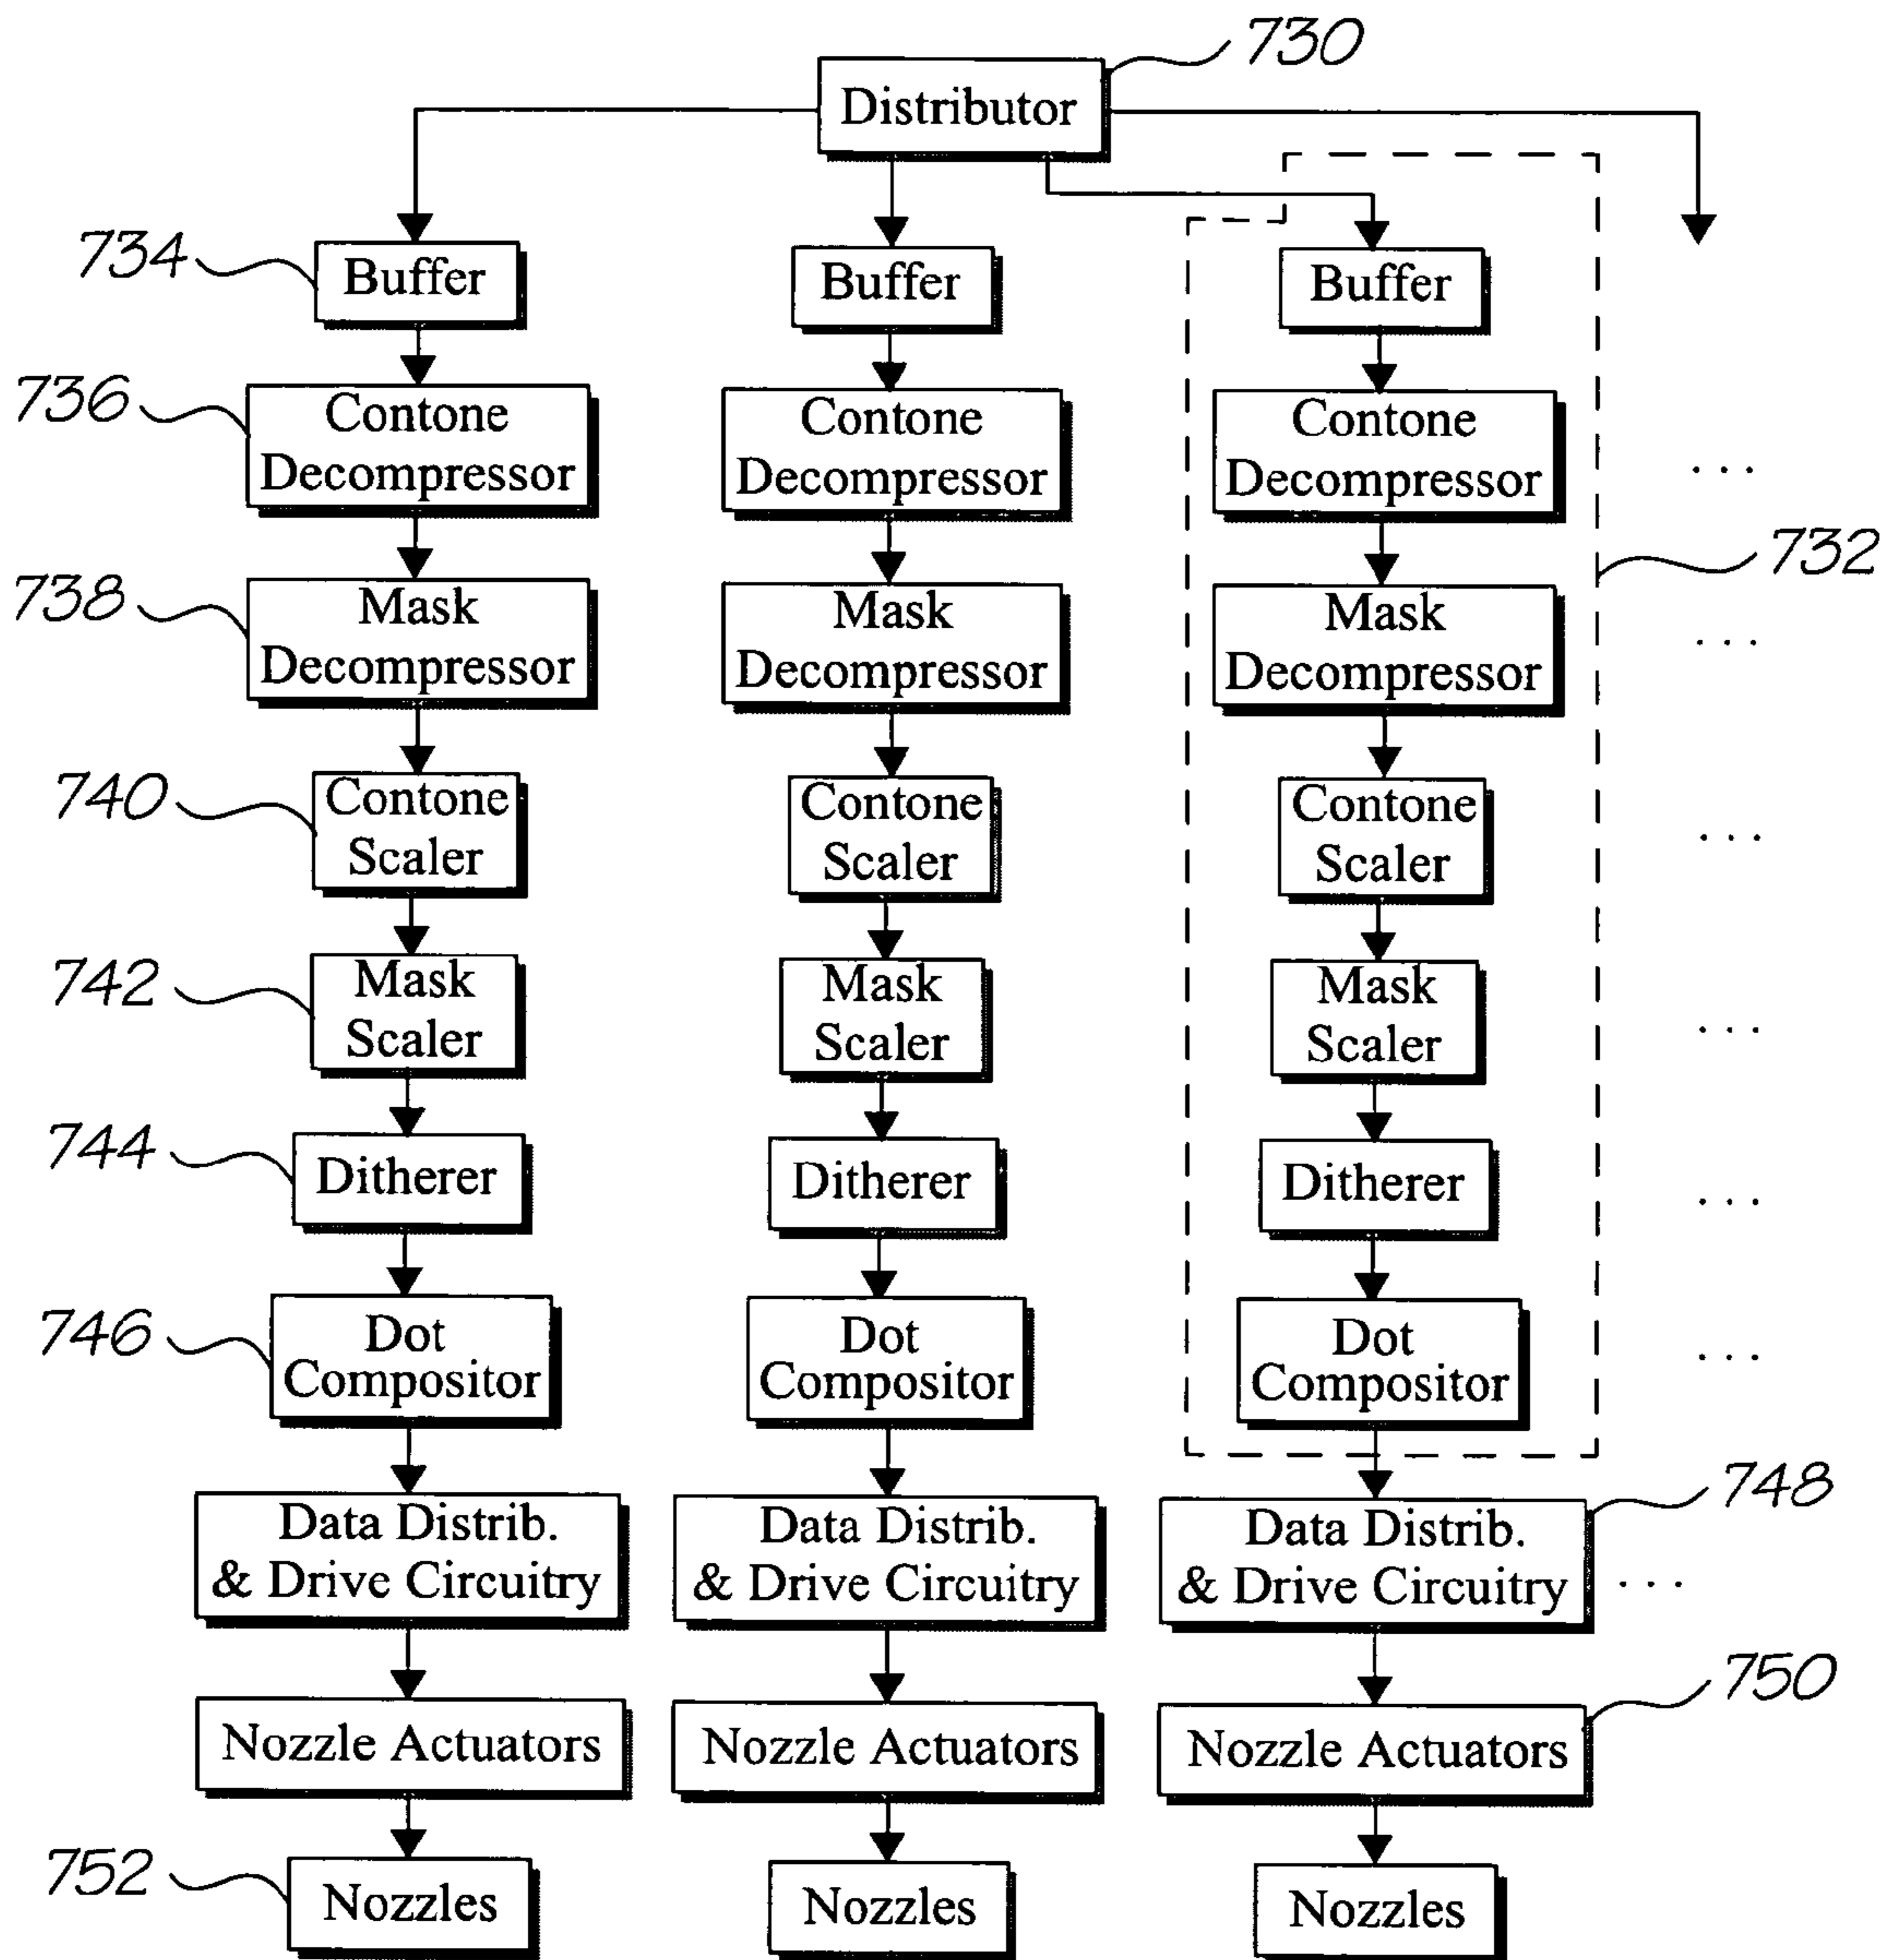 730
Distributor
734
Buffer
Buffer
Buffer
736
Contone
Decompressor
Contone
Decompressor
Contone
Decompressor
...
732
738
Mask
Decompressor
Mask
Decompressor
Mask
Decompressor
...
740
Contone
Scaler
Contone
Scaler
Contone
Scaler
...
742
Mask
Scaler
Mask
Scaler
Mask
Scaler
...
744
Ditherer
Ditherer
Ditherer
...
746
Dot
Compositor
Dot
Compositor
Dot
Compositor
...
Data Distrib.
& Drive Circuitry
Data Distrib.
& Drive Circuitry
Data Distrib.
& Drive Circuitry
...
748
Nozzle Actuators
Nozzle Actuators
Nozzle Actuators
750
752
Nozzles
Nozzles
Nozzles